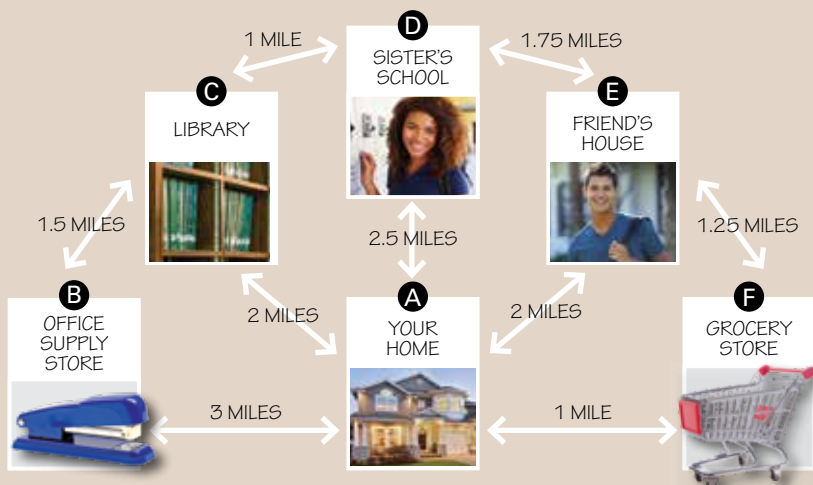 D
1 MILE
SISTER'S
SCHOOL
1.75 MILES
C
LIBRARY
E
FRIEND'S
HOUSE
1.5 MILES
2.5 MILES
1.25 MILES
B
OFFICE
SUPPLY
STORE
2 MILES
A
YOUR
HOME
2 MILES
F
GROCERY
STORE
3 MILES
1 MILE